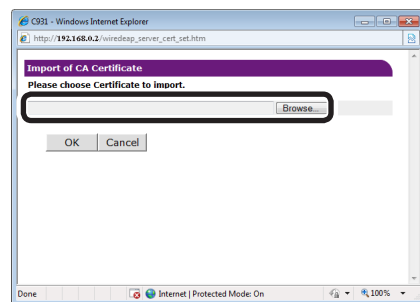 C931 - Windows Internet Explorer
http://192.168.0.2/wiredeap_server_cert_set.htm
Import of CA Certificate
Please choose Certificate to import.
Browse...
OK Cancel
Done Internet | Protected Mode: On 100%